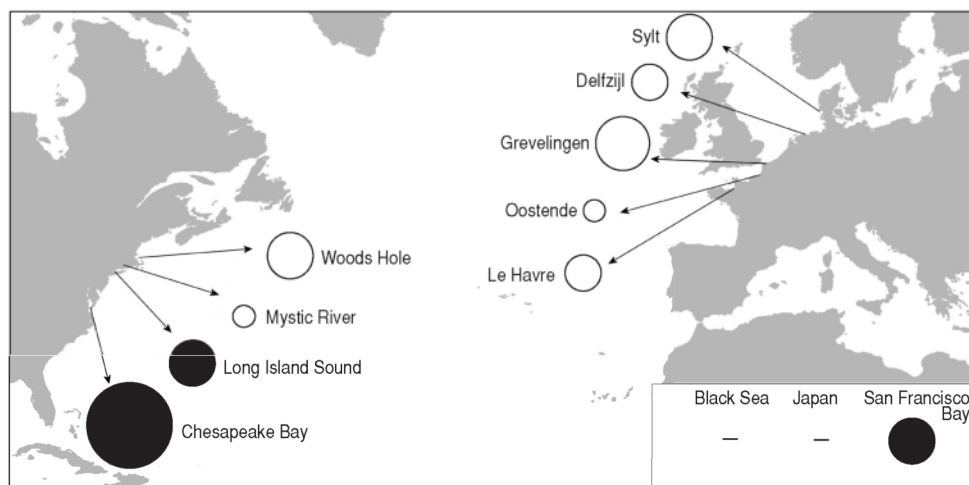 Sylt
Delfzijl
Grevelingen
Oostende
Le Havre
Woods Hole
Mystic River
Long Island Sound
Chesapeake Bay
Black Sea Japan San Francisco
Bay